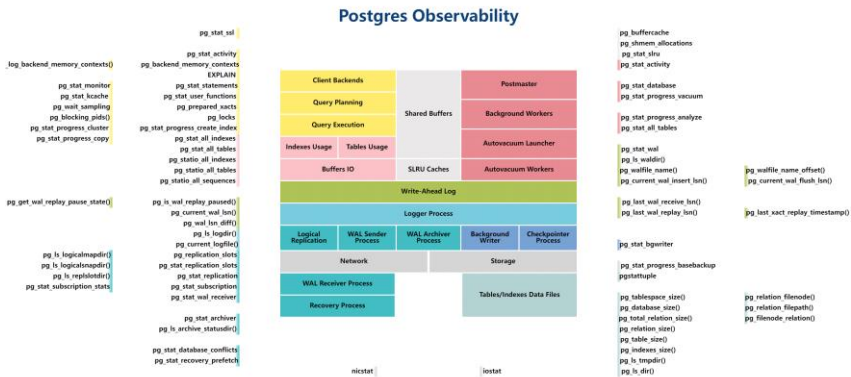 Postgres Observability
pg_stat_ssl
pg_stat_activity
_log_backend_memory_contexts()
pg_backend_memory_contexts
EXPLAIN
pg_stat_monitor
pg_stat_statements
pg_stat_kcache
pg_stat_user_functions
pg_wait_sampling
pg_prepared_xacts
pg_blocking_pids()
pg_locks
pg_stat_progress_cluster
pg_stat_progress_create_index
pg_stat_progress_copy
pg_stat_all_indexes
pg_stat_all_tables
pg_statio_all_indexes
pg_statio_all_tables
pg_statio_all_sequences
pg_get_wal_replay_pause_state()
pg_is_wal_replay_paused()
pg_current_wal_lsn()
pg_wal_lsn_diff()
pg_ls_logdir()
pg_current_logfile()
pg_ls_logicalmapdir()
pg_replication_slots
pg_ls_logicalsnapdir()
pg_stat_replication_slots
pg_ls_replslotdir()
pg_stat_replication
pg_stat_subscription_stats
pg_stat_subscription
pg_stat_wal_receiver
pg_stat_archiver
pg_ls_archive_statusdir()
pg_stat_database_conflicts
pg_stat_recovery_prefetch
Client Backends
Query Planning
Query Execution
Indexes Usage
Tables Usage
Buffers IO
Shared Buffers
SLRU Caches
Postmaster
Background Workers
Autovacuum Launcher
Autovacuum Workers
Write-Ahead Log
Logger Process
Logical Replication
WAL Sender Process
WAL Archiver Process
Background Writer
Checkpointer Process
Network
Storage
WAL Receiver Process
Recovery Process
Tables/Indexes Data Files
nicstat
iostat
pg_buffercache
pg_shmem_allocations
pg_stat_slru
pg_stat_activity
pg_stat_database
pg_stat_progress_vacuum
pg_stat_progress_analyze
pg_stat_all_tables
pg_stat_wal
pg_ls_waldir()
pg_walfile_name()
pg_walfile_name_offset()
pg_current_wal_insert_lsn()
pg_current_wal_flush_lsn()
pg_last_wal_receive_lsn()
pg_last_wal_replay_lsn()
pg_last_xact_replay_timestamp()
pg_stat_bgwriter
pg_stat_progress_basebackup
pgstattuple
pg_tablespace_size()
pg_relation_filenode()
pg_database_size()
pg_relation_filepath()
pg_total_relation_size()
pg_filenode_relation()
pg_relation_size()
pg_table_size()
pg_indexes_size()
pg_ls_tmpdir()
pg_ls_dir()